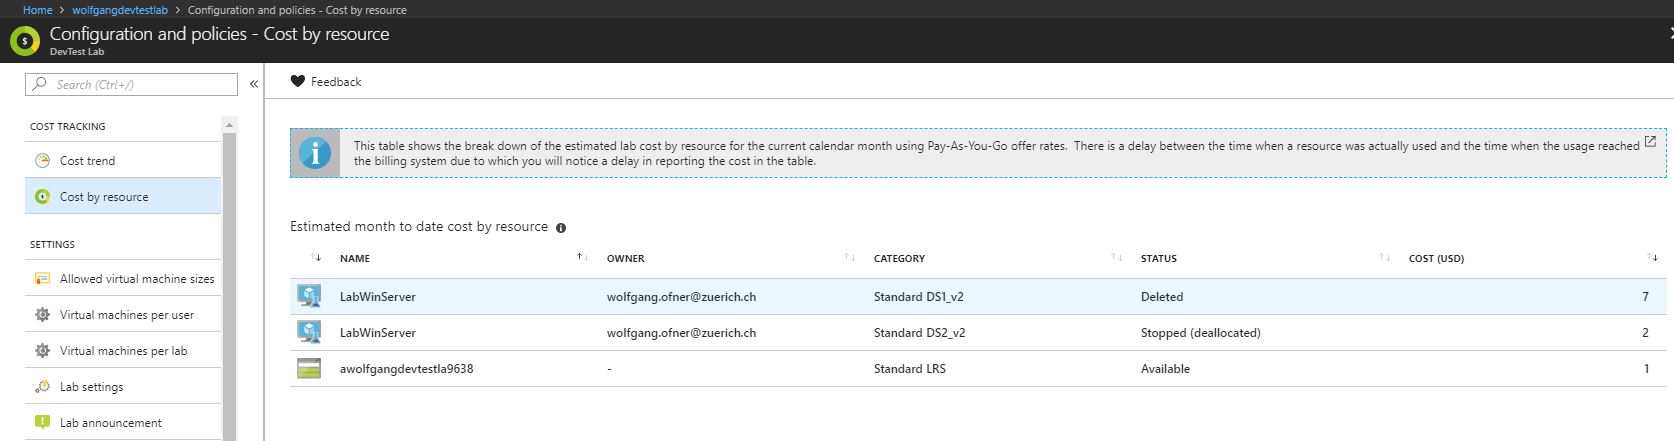 Home > wolfgangdevtestlab > Configuration and policies - Cost by resource
Configuration and policies - Cost by resource
DevTest Lab
Search (Ctrl+/)
«
Feedback
COST TRACKING
Cost trend
Cost by resource
SETTINGS
Allowed virtual machine sizes
Virtual machines per user
Virtual machines per lab
Lab settings
Lab announcement
This table shows the break down of the estimated lab cost by resource for the current calendar month using Pay-As-You-Go offer rates. There is a delay between the time when a resource was actually used and the time when the usage reached
the billing system due to which you will notice a delay in reporting the cost in the table.
Estimated month to date cost by resource
NAME OWNER CATEGORY STATUS COST (USD)
LabWinServer wolfgang.ofner@zuerich.ch Standard DS1_v2 Deleted 7
LabWinServer wolfgang.ofner@zuerich.ch Standard DS2_v2 Stopped (deallocated) 2
awolfgangdevtestla9638 - Standard LRS Available 1